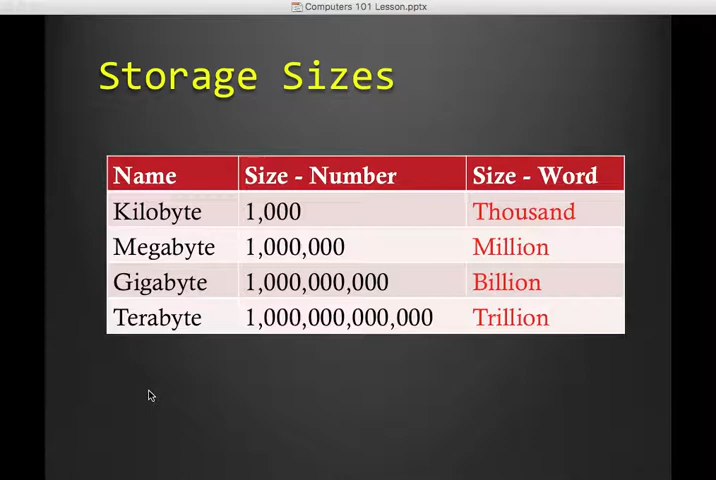 Computers 101 Lesson.pptx
Storage Sizes
Name Size - Number Size - Word
Kilobyte 1,000 Thousand
Megabyte 1,000,000 Million
Gigabyte 1,000,000,000 Billion
Terabyte 1,000,000,000,000 Trillion